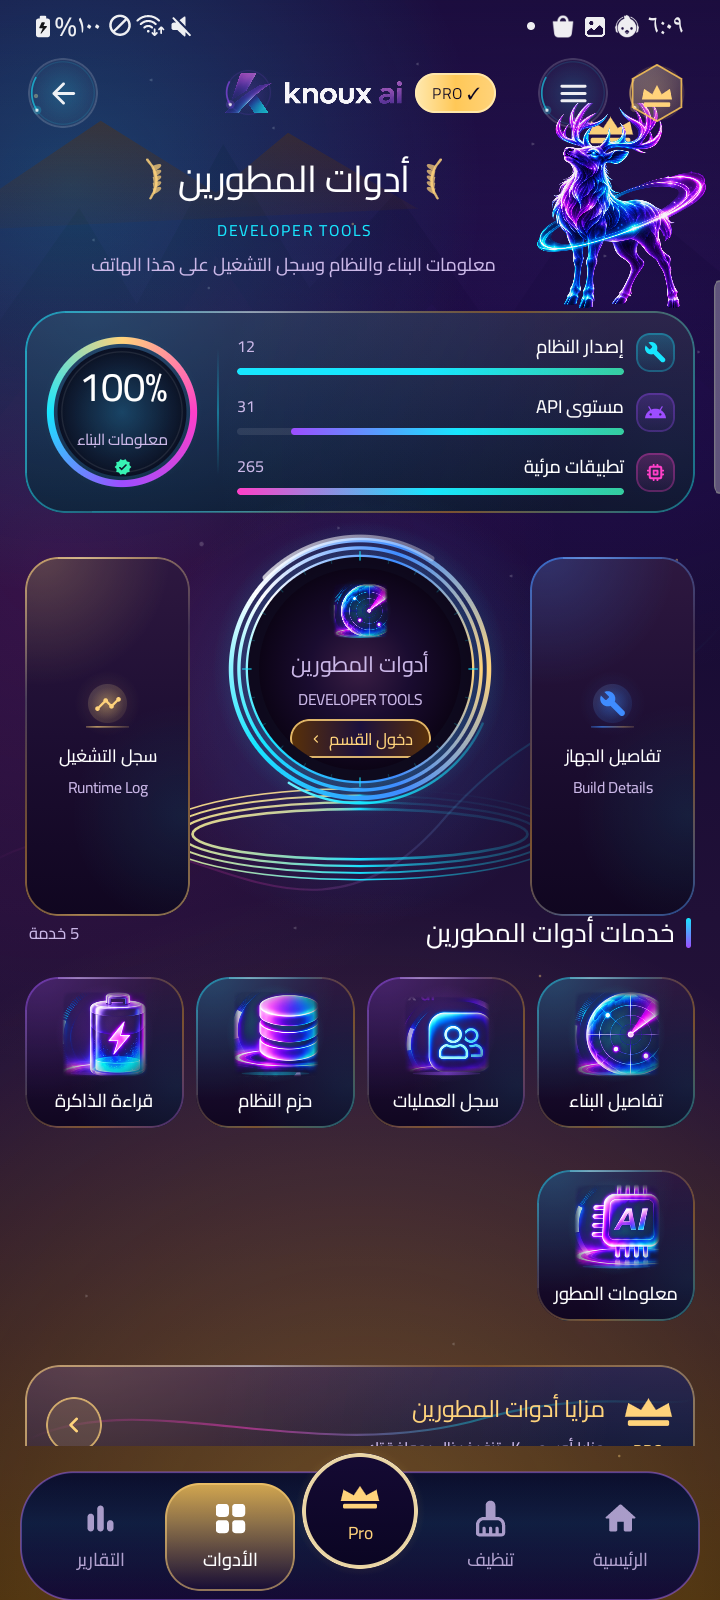 ٦:٠٩
%١٠٠
knoux ai
PRO ✓
أدوات المطورين
DEVELOPER TOOLS
معلومات البناء والنظام وسجل التشغيل على هذا الهاتف
إصدار النظام 12
مستوى API 31
تطبيقات مرئية 265
100%
معلومات البناء
تفاصيل الجهاز
Build Details
أدوات المطورين
DEVELOPER TOOLS
دخول القسم
سجل التشغيل
Runtime Log
خدمات أدوات المطورين
5 خدمة
تفاصيل البناء
سجل العمليات
حزم النظام
قراءة الذاكرة
AI
معلومات المطور
مزايا أدوات المطورين
الرئيسية
تنظيف
Pro
الأدوات
التقارير